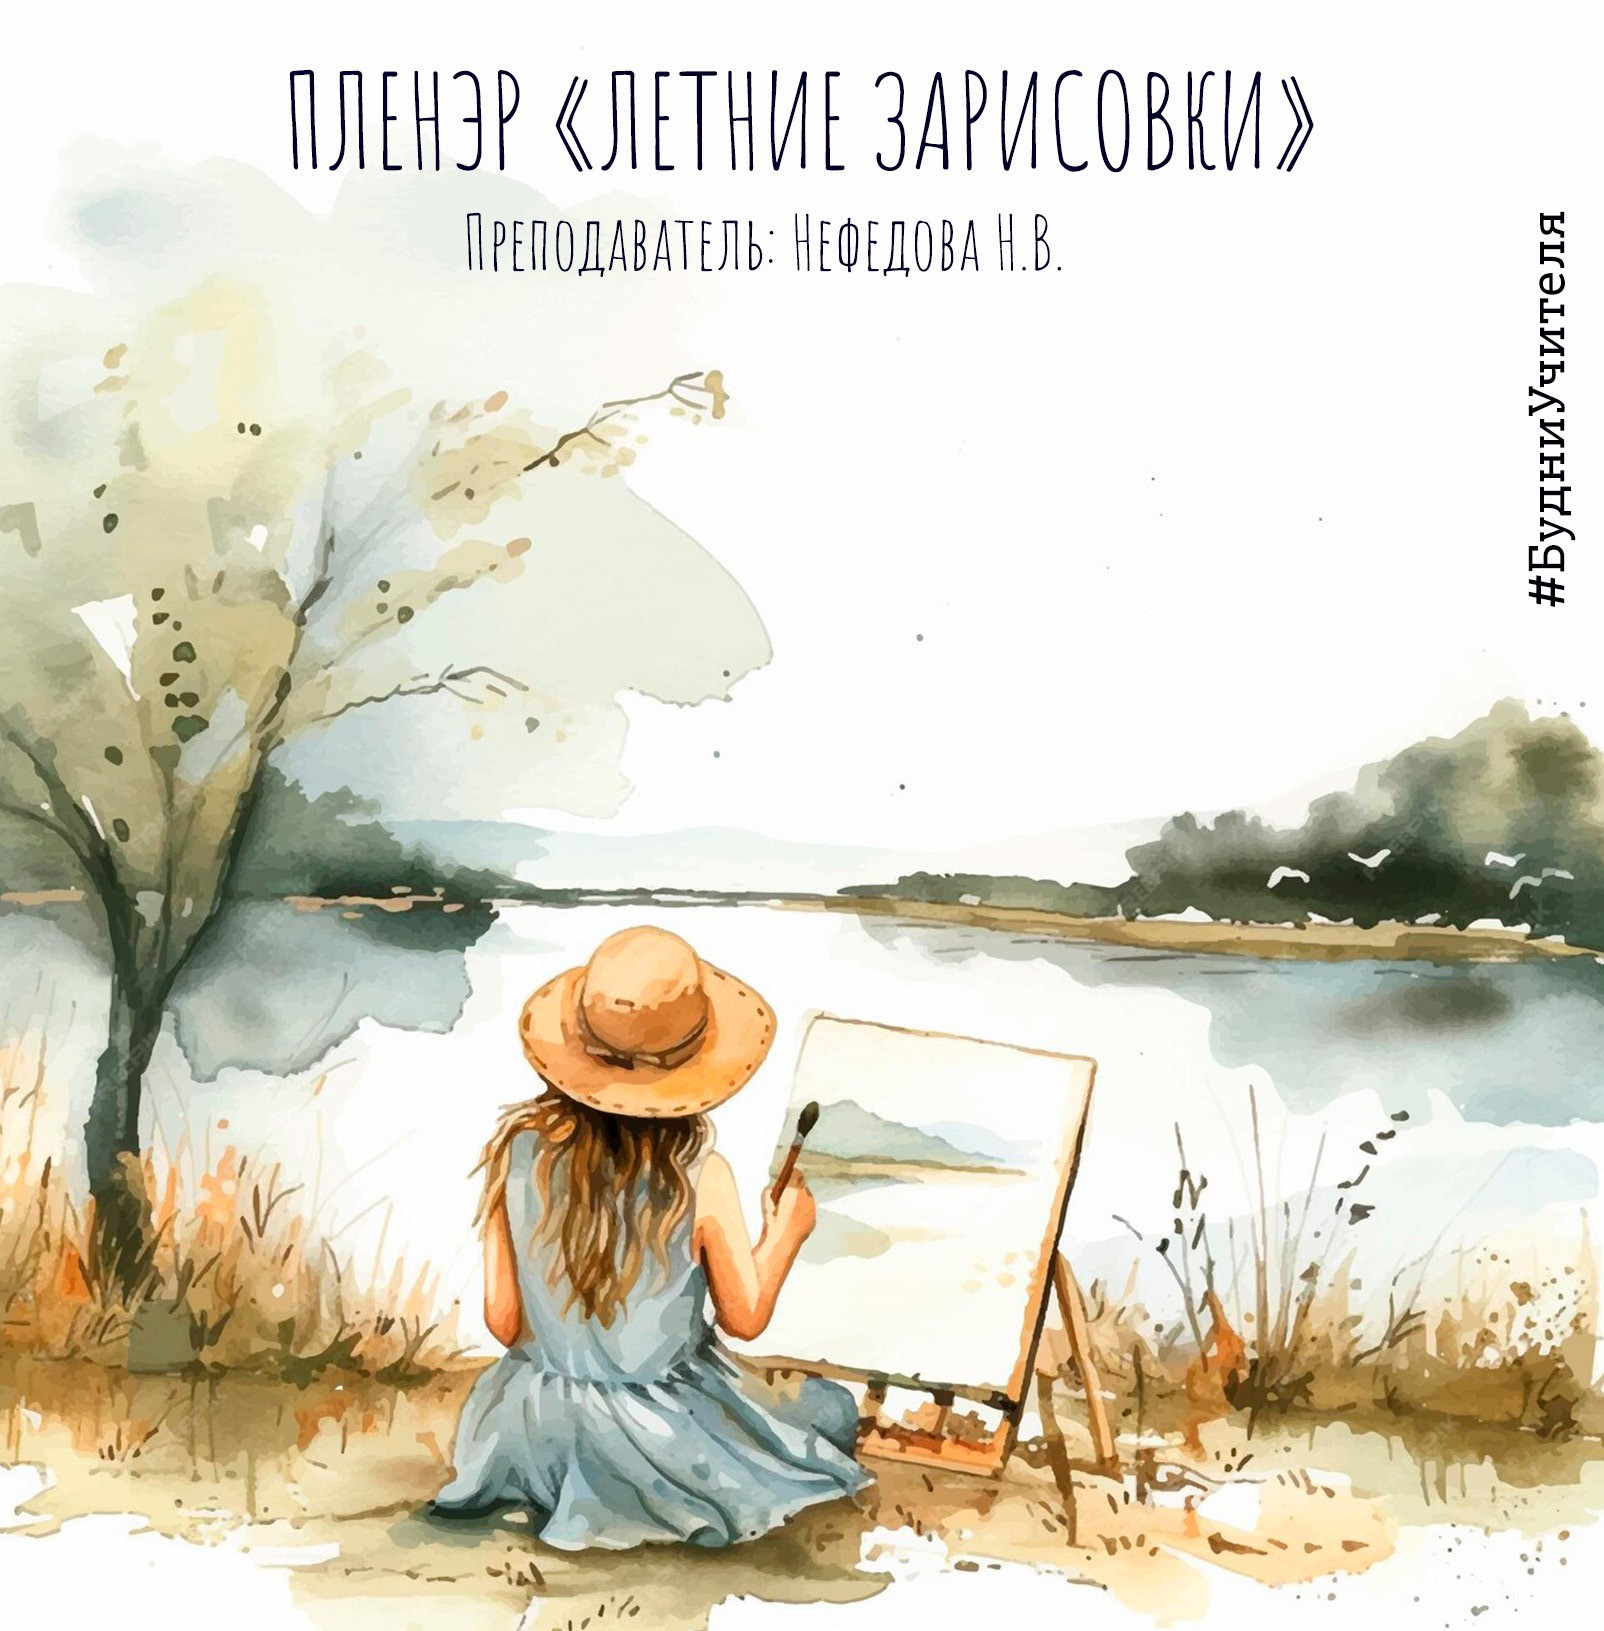 ПЛЕНЭР «ЛЕТНИЕ ЗАРИСОВКИ»
Преподаватель: Нефедова Н.В.
#БудниУчителя